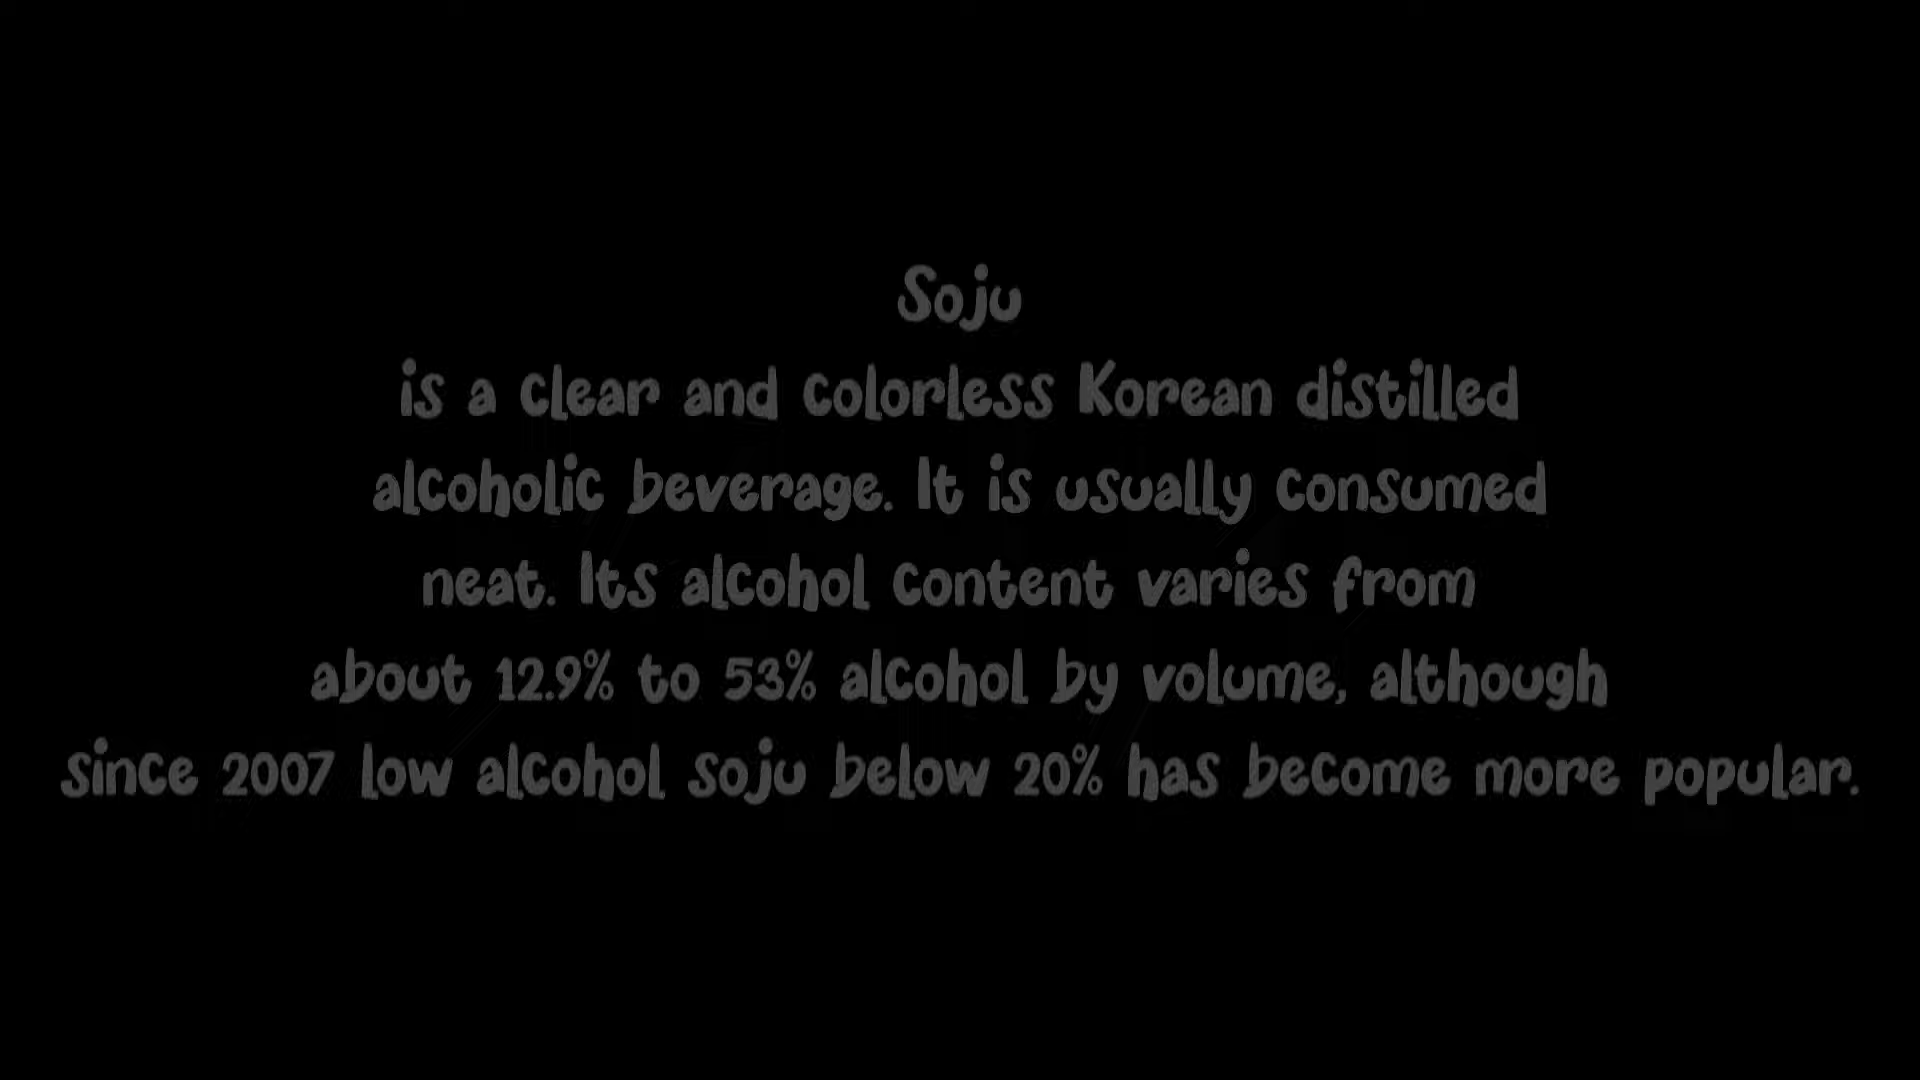 Soju
is a clear and colorless Korean distilled
alcoholic beverage. It is usually consumed
neat. Its alcohol content varies from
about 12.9% to 53% alcohol by volume, although
since 2007 low alcohol soju below 20% has become more popular.